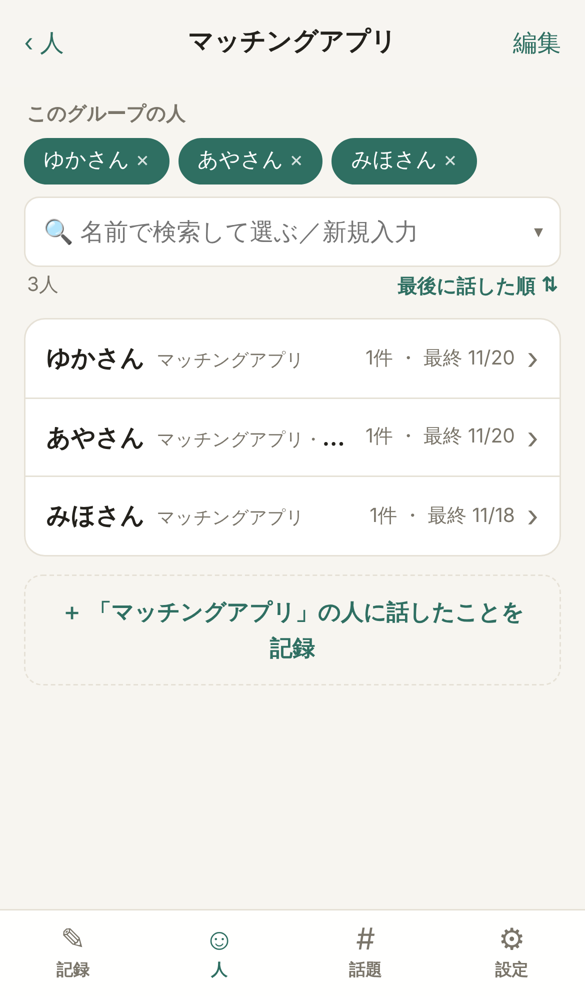 ‹ 人
マッチングアプリ
編集
このグループの人
ゆかさん ×
あやさん ×
みほさん ×
🔍 名前で検索して選ぶ／新規入力 ▾
3人
最後に話した順 ⇅
ゆかさん マッチングアプリ 1件 ・ 最終 11/20 ›
あやさん マッチングアプリ・… 1件 ・ 最終 11/20 ›
みほさん マッチングアプリ 1件 ・ 最終 11/18 ›
＋ 「マッチングアプリ」の人に話したことを
記録
✎ 記録
☺ 人
# 話題
⚙ 設定